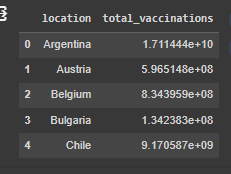 location total_vaccinations
0 Argentina 1.711444e+10
1 Austria 5.965148e+08
2 Belgium 8.343959e+08
3 Bulgaria 1.342383e+08
4 Chile 9.170587e+09